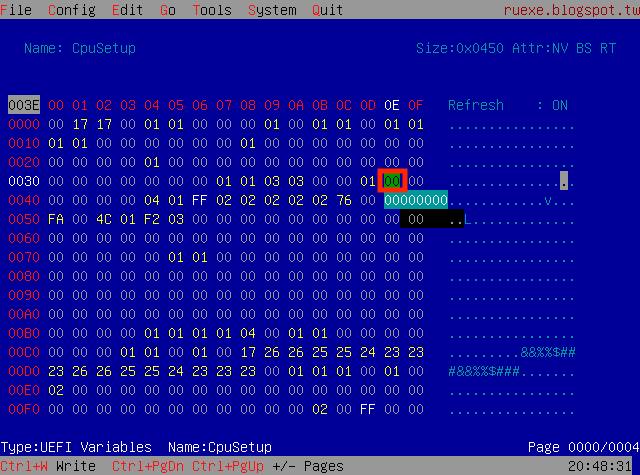 File Config Edit Go Tools System Quit ruexe.blogspot.tw
Name: CpuSetup Size:0x0450 Attr:NV BS RT
003E 00 01 02 03 04 05 06 07 08 09 0A 0B 0C 0D 0E 0F Refresh : ON
0000 00 17 17 00 01 01 00 00 00 01 00 01 01 00 01 01 ................
0010 01 01 00 00 00 00 00 00 01 00 00 00 00 00 00 00 ................
0020 00 00 00 00 01 00 00 00 00 00 00 00 00 00 00 00 ................
0030 00 00 00 00 00 00 00 01 01 03 03 00 00 01 00 00 ................
0040 00 00 00 00 04 01 FF 02 02 02 02 02 76 00 00000000 ............v..
0050 FA 00 4C 01 F2 03 00 00 00 00 00 00 00 00 00 ..L.............
0060 00 00 00 00 00 00 00 00 00 00 00 00 00 00 00 00 ................
0070 00 00 00 00 00 01 01 00 00 00 00 00 00 00 00 00 ................
0080 00 00 00 00 00 00 00 00 00 00 00 00 00 00 00 00 ................
0090 00 00 00 00 00 00 00 00 00 00 00 00 00 00 00 00 ................
00A0 00 00 00 00 00 00 00 00 00 00 00 00 00 00 00 00 ................
00B0 00 00 00 00 01 01 01 01 04 00 01 01 00 00 00 00 ................
00C0 00 00 00 01 01 00 01 00 17 26 26 25 25 24 23 23 .........&&%%$##
00D0 23 26 26 25 25 24 23 23 23 00 01 01 01 00 01 00 #&&%%$###.......
00E0 02 00 00 00 00 00 00 00 00 00 00 00 00 00 00 00 ................
00F0 00 00 00 00 00 00 00 00 00 00 00 02 00 FF 00 00 ................
Type:UEFI Variables Name:CpuSetup Page 0000/0004
Ctrl+W Write Ctrl+PgDn Ctrl+PgUp +/- Pages 20:48:31